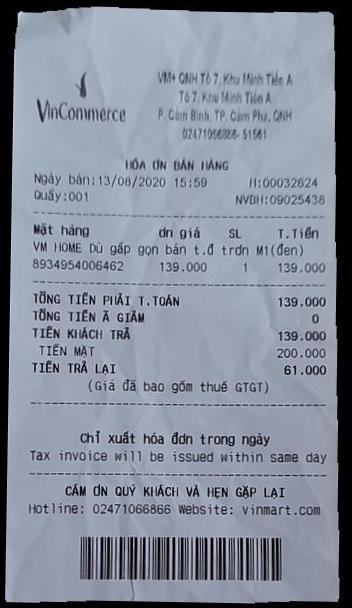 VinCommerce
VM+ QNH Tổ 7, Khu Minh Tiến A
Tổ 7, Khu Minh Tiến A
P. Cẩm Bình, TP. Cẩm Phả, QNH
02471066866- 51561
HÓA ĐƠN BÁN HÀNG
Ngày bán:13/08/2020 15:59 H:00032624
Quầy:001 NVBH:09025438
Mặt hàng đn giá SL T.Tiền
VM HOME Dù gấp gọn bán t.đ trơn M1(đen)
8934954006462 139.000 1 139.000
TỔNG TIỀN PHẢI T.TOÁN 139.000
TỔNG TIỀN Ã GIẢM 0
TIỀN KHÁCH TRẢ 139.000
TIỀN MẶT 200.000
TIỀN TRẢ LẠI 61.000
(Giá đã bao gồm thuế GTGT)
Chỉ xuất hóa đơn trong ngày
Tax invoice will be issued within same day
CẢM ƠN QUÝ KHÁCH VÀ HẸN GẶP LẠI
Hotline: 02471066866 Website: vinmart.com